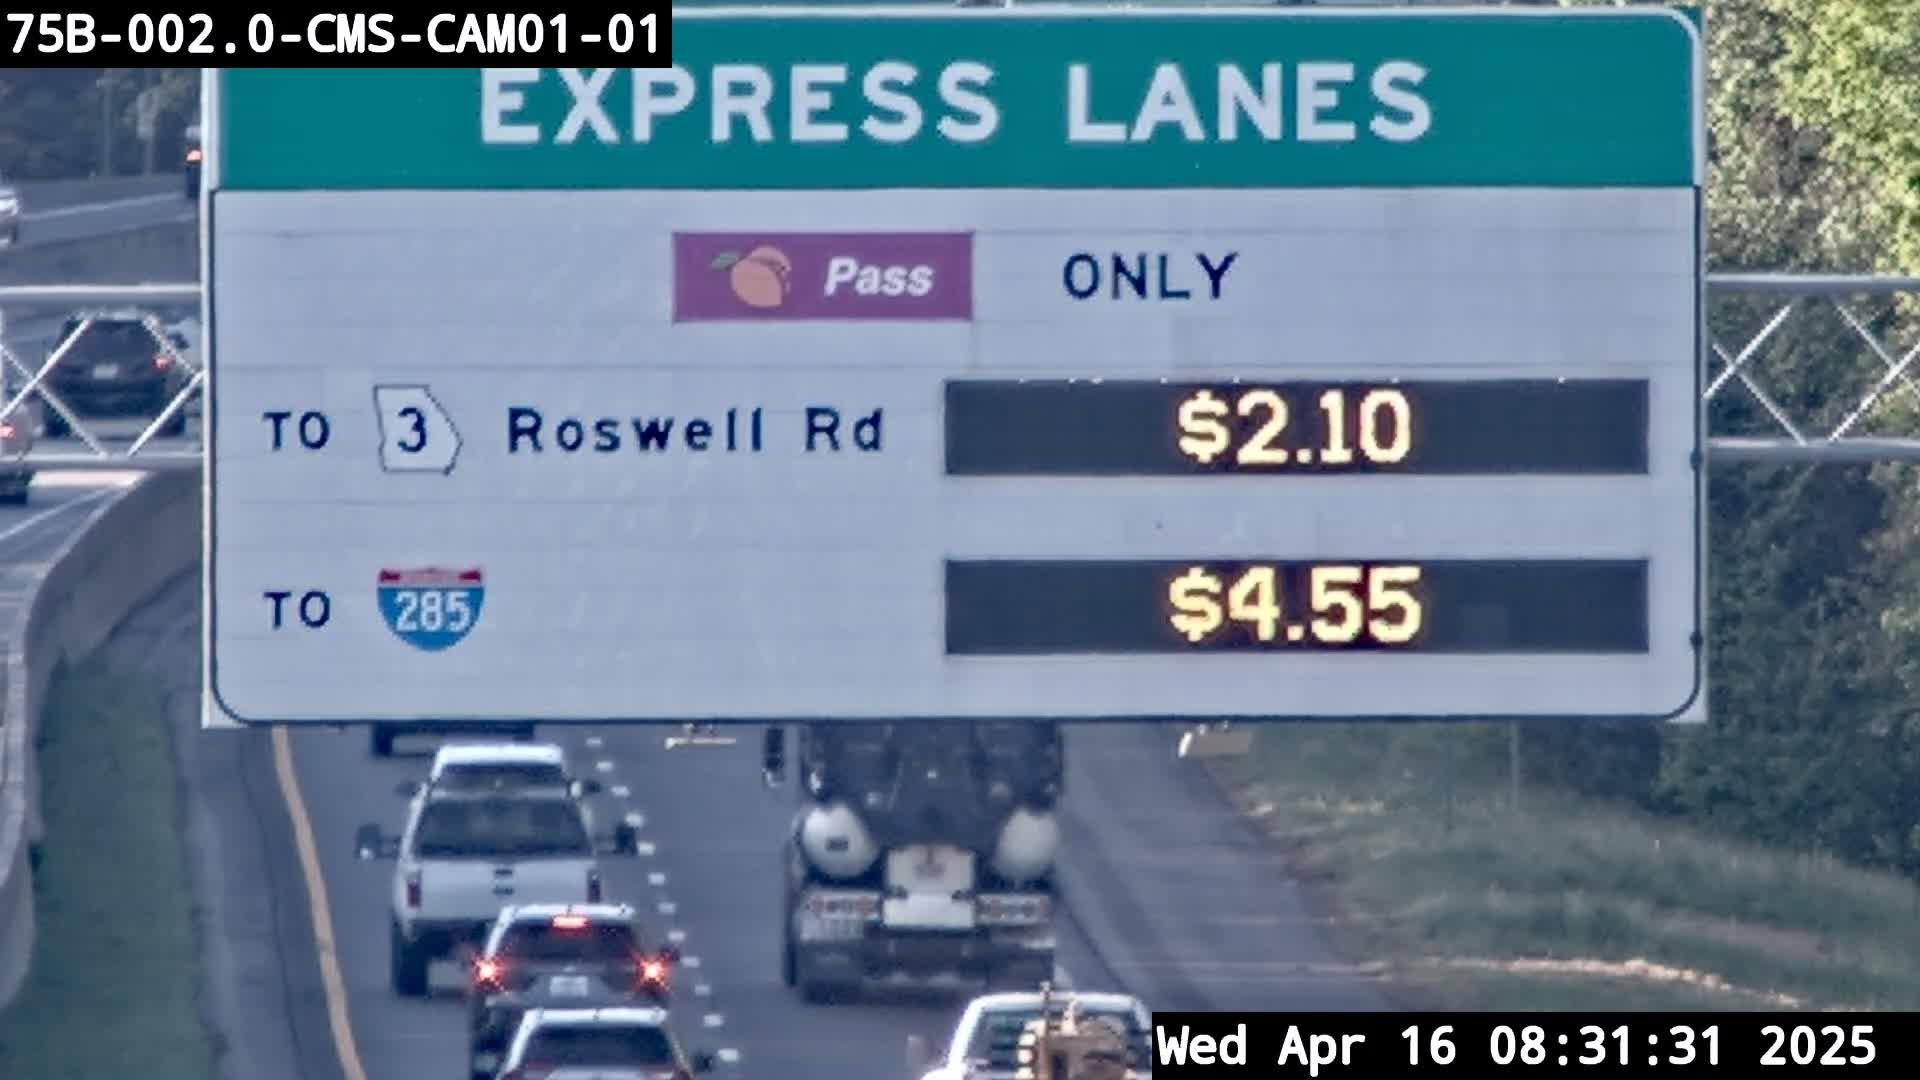 75B-002.0-CMS-CAM01-01
EXPRESS LANES
Pass ONLY
TO 3 Roswell Rd $2.10
TO 285 $4.55
Wed Apr 16 08:31:31 2025